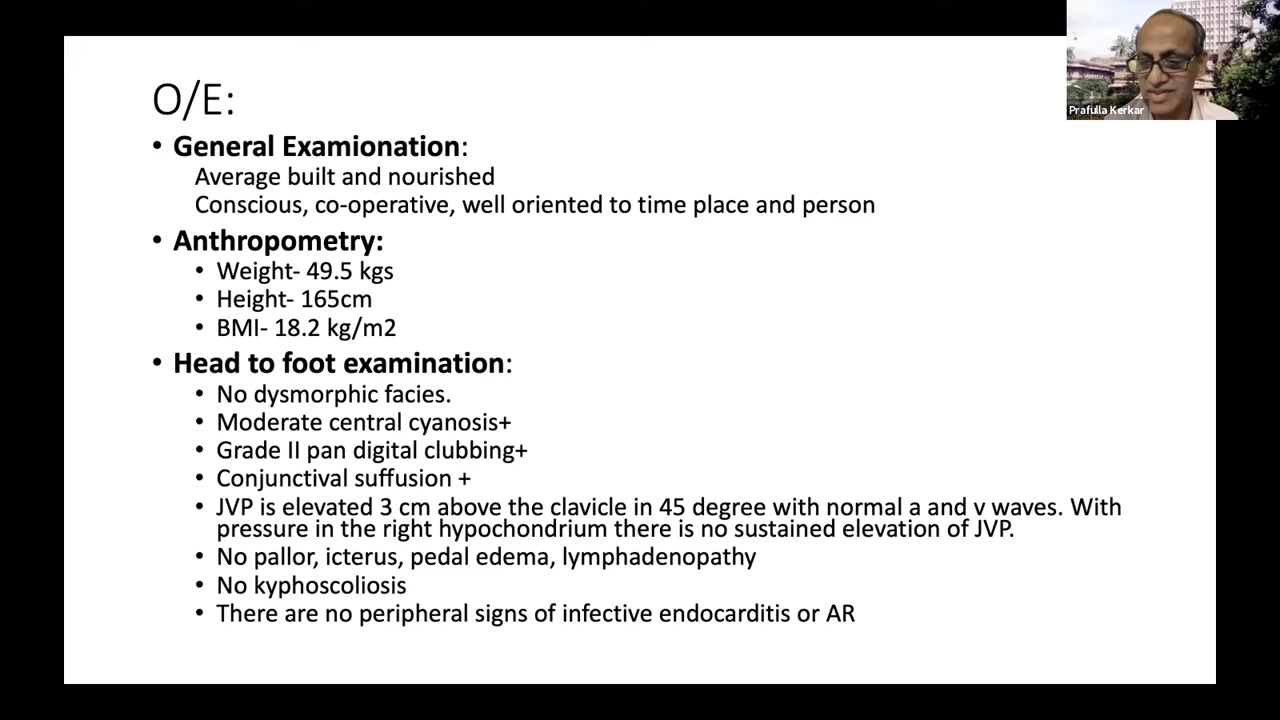 O/E:
• General Examionation:
Average built and nourished
Conscious, co-operative, well oriented to time place and person
• Anthropometry:
• Weight- 49.5 kgs
• Height- 165cm
• BMI- 18.2 kg/m2
• Head to foot examination:
• No dysmorphic facies.
• Moderate central cyanosis+
• Grade II pan digital clubbing+
• Conjunctival suffusion +
• JVP is elevated 3 cm above the clavicle in 45 degree with normal a and v waves. With
pressure in the right hypochondrium there is no sustained elevation of JVP.
• No pallor, icterus, pedal edema, lymphadenopathy
• No kyphoscoliosis
• There are no peripheral signs of infective endocarditis or AR
Prafulla Kerkar